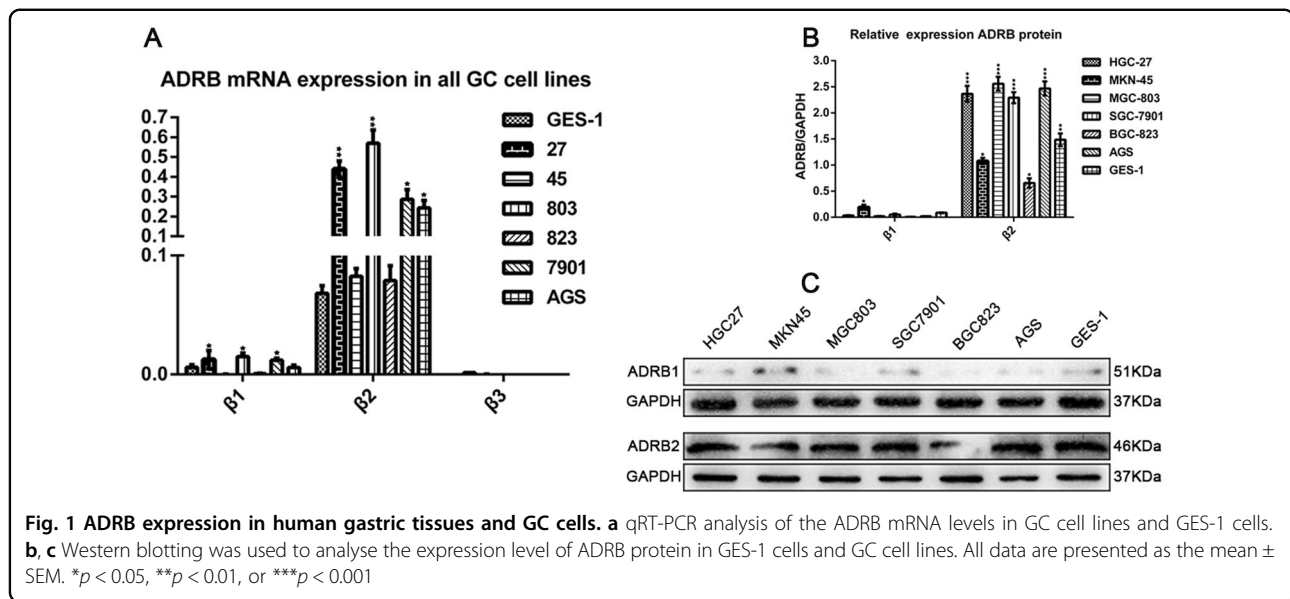 A
ADRB mRNA expression in all GC cell lines
0.7
0.6
0.5
0.4
0.3
0.2
0.1
0.1
0.0
* * * ** ** * *
β1 β2 β3
GES-1
27
45
803
823
7901
AGS
B
Relative expression ADRB protein
ADRB/GAPDH
3.0
2.5
2.0
1.5
1.0
0.5
0.0
β1 β2
HGC-27
MKN-45
MGC-803
SGC-7901
BGC-823
AGS
GES-1
C
HGC27 MKN45 MGC803 SGC7901 BGC823 AGS GES-1
ADRB1 51KDa
GAPDH 37KDa
ADRB2 46KDa
GAPDH 37KDa
Fig. 1 ADRB expression in human gastric tissues and GC cells. a qRT-PCR analysis of the ADRB mRNA levels in GC cell lines and GES-1 cells.
b, c Western blotting was used to analyse the expression level of ADRB protein in GES-1 cells and GC cell lines. All data are presented as the mean ±
SEM. *p < 0.05, **p < 0.01, or ***p < 0.001